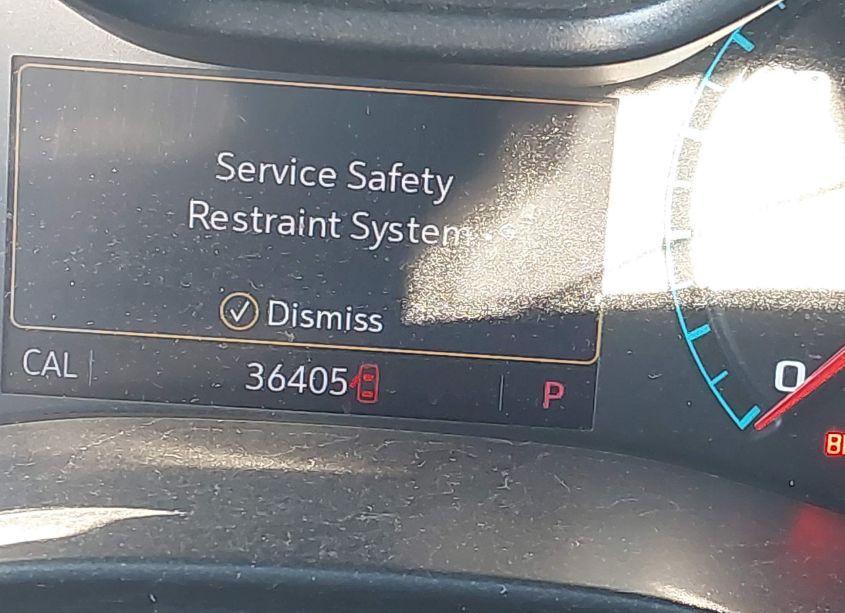 Service Safety
Restraint System
Dismiss
CAL 36405 P
0